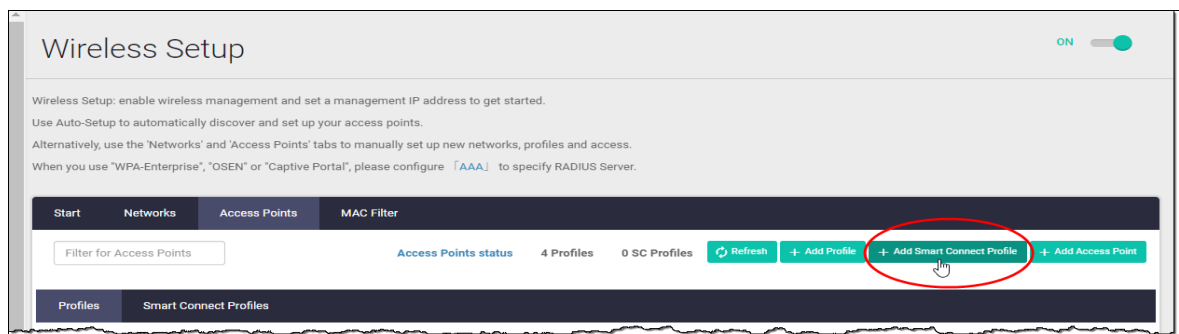 Wireless Setup
ON
Wireless Setup: enable wireless management and set a management IP address to get started.
Use Auto-Setup to automatically discover and set up your access points.
Alternatively, use the 'Networks' and 'Access Points' tabs to manually set up new networks, profiles and access.
When you use "WPA-Enterprise", "OSEN" or "Captive Portal", please configure 「AAA」 to specify RADIUS Server.
Start Networks Access Points MAC Filter
Filter for Access Points Access Points status 4 Profiles 0 SC Profiles Refresh + Add Profile + Add Smart Connect Profile + Add Access Point
Profiles Smart Connect Profiles